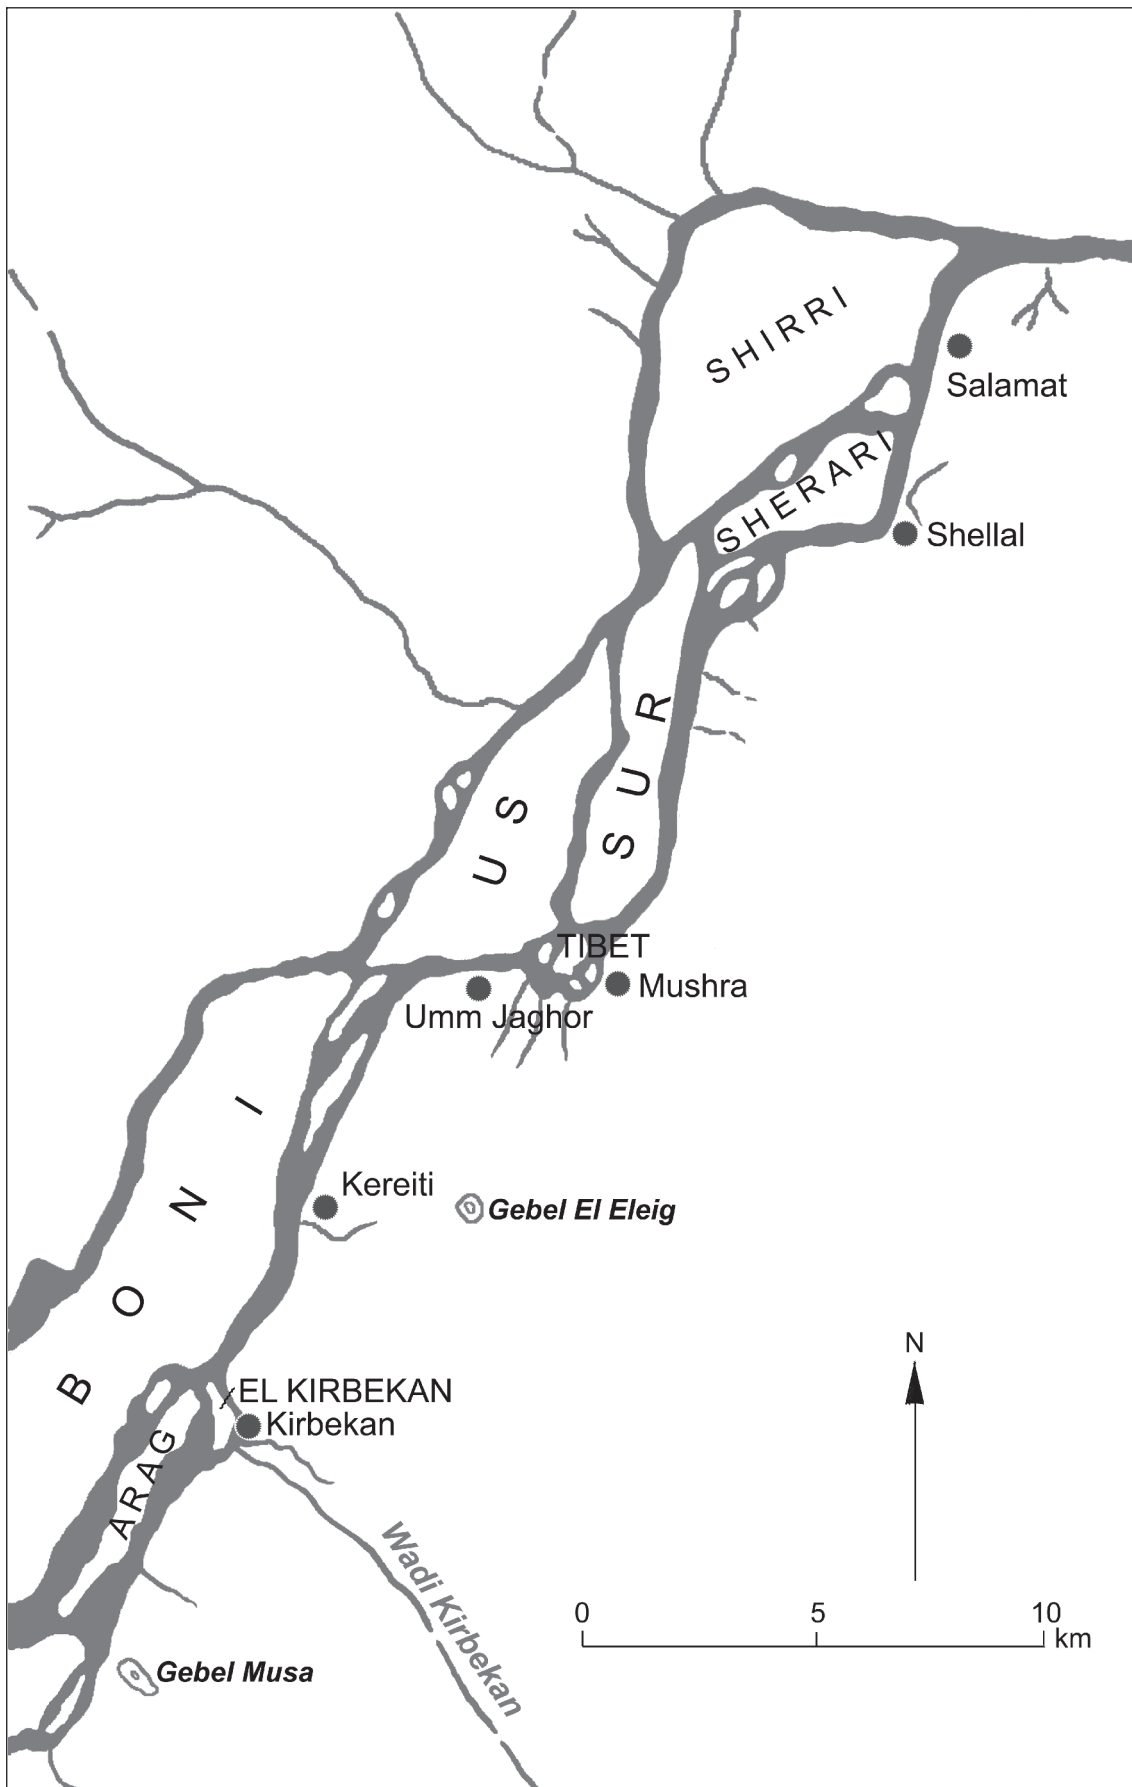 SHIRRI
Salamat
SHERARI
Shellal
SUR
US
TIBET
Mushra
Umm Jaghor
BONI
Kereiti
Gebel El Eleig
N
EL KIRBEKAN
Kirbekan
ARAG
Wadi Kirbekan
0 5 10
km
Gebel Musa